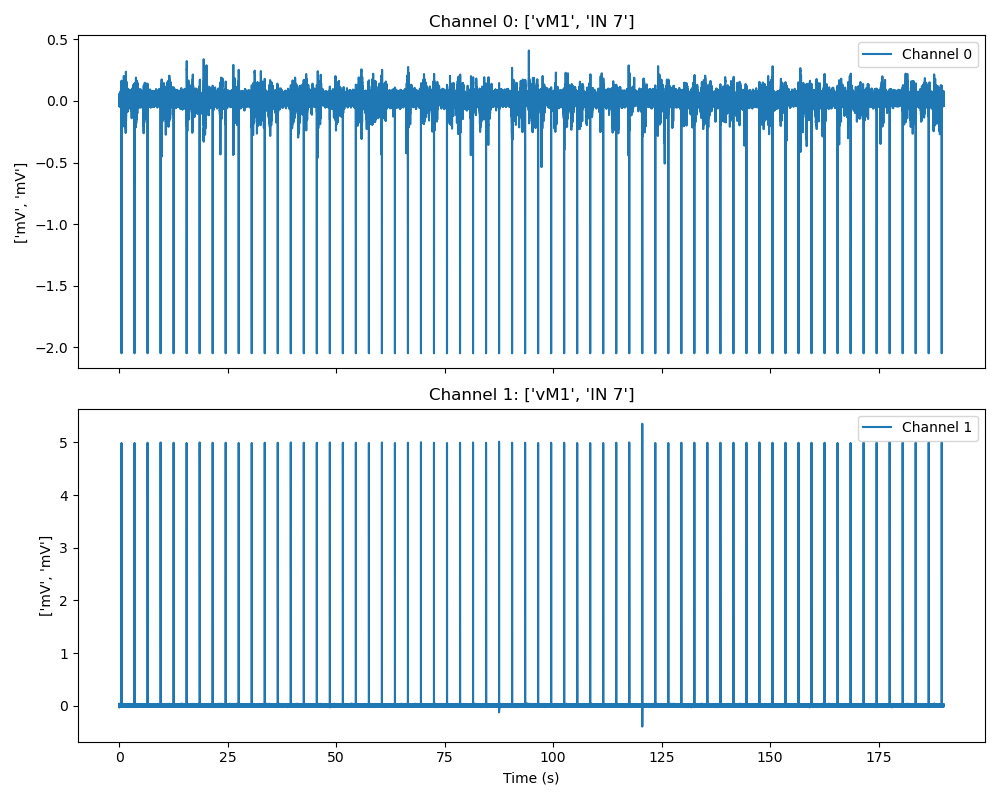 Channel 0: ['vM1', 'IN 7']
0.5
0.0
−0.5
−1.0
−1.5
−2.0
['mV', 'mV']
Channel 0
Channel 1: ['vM1', 'IN 7']
5
4
3
2
1
0
['mV', 'mV']
Channel 1
0 25 50 75 100 125 150 175
Time (s)